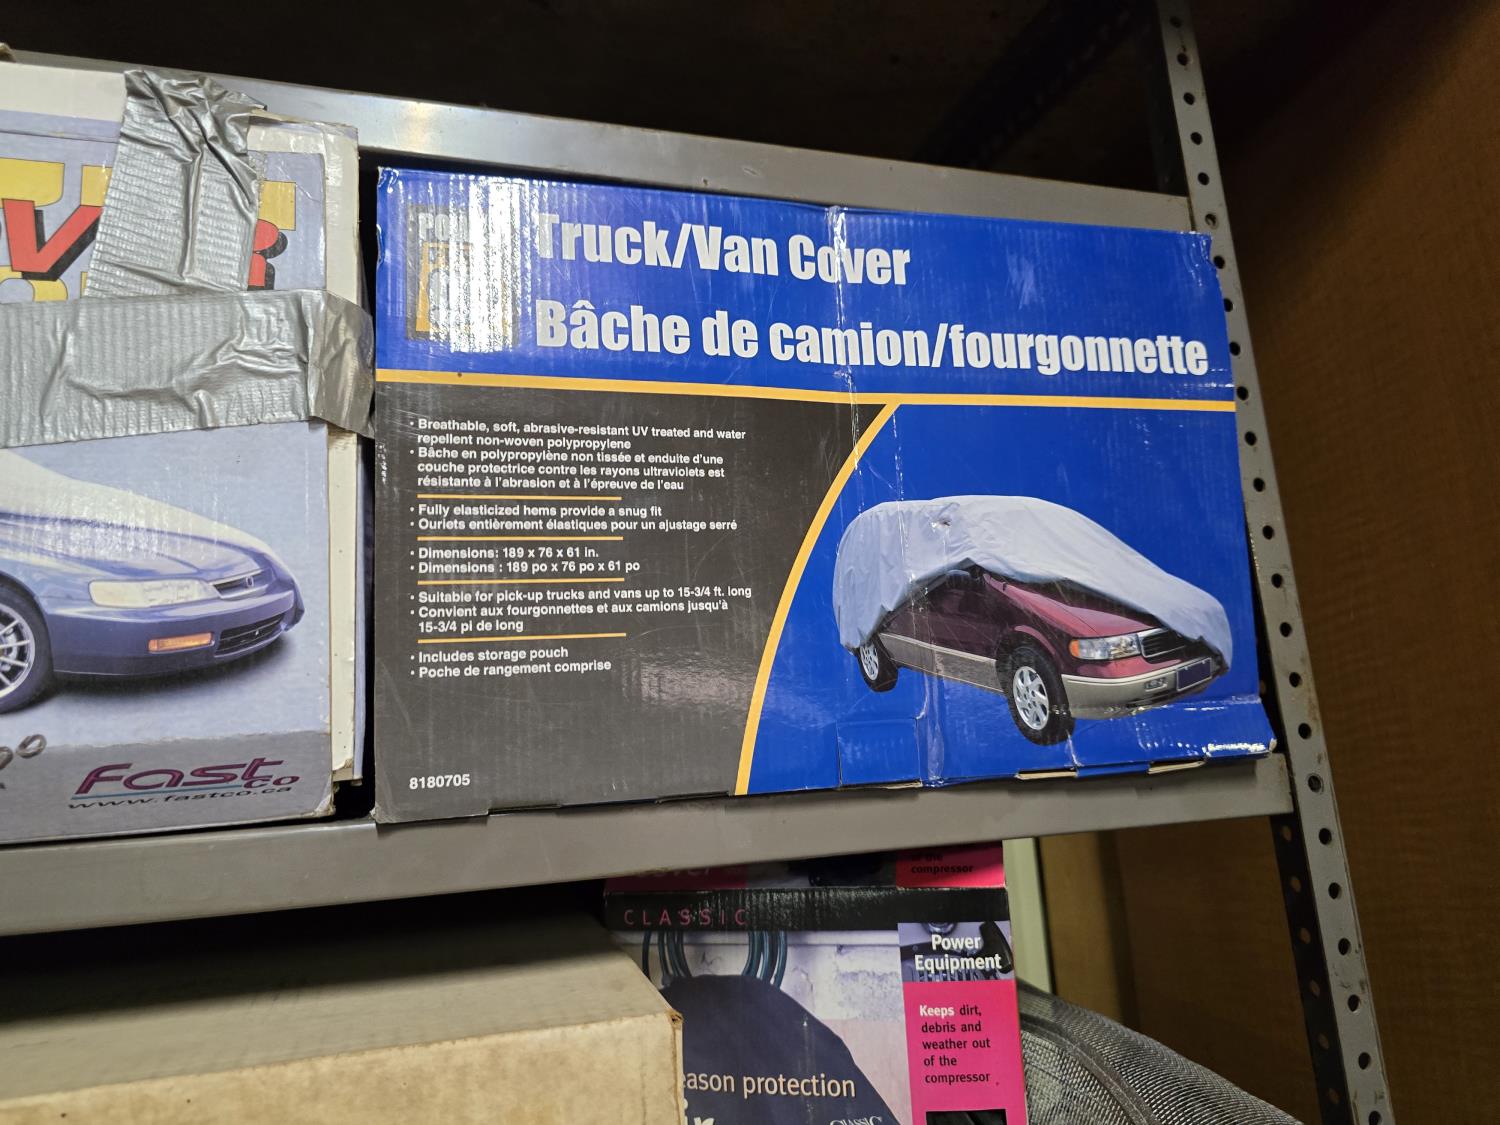 Truck/Van Cover
Bâche de camion/fourgonnette
• Breathable, soft, abrasive-resistant UV treated and water
repellent non-woven polypropylene
• Bâche en polypropylène non tissée et enduite d'une
couche protectrice contre les rayons ultraviolets est
résistante à l'abrasion et à l'épreuve de l'eau
• Fully elasticized hems provide a snug fit
• Ourlets entièrement élastiques pour un ajustage serré
• Dimensions: 189 x 76 x 61 in.
• Dimensions : 189 po x 76 po x 61 po
• Suitable for pick-up trucks and vans up to 15-3/4 ft. long
• Convient aux fourgonnettes et aux camions jusqu'à
15-3/4 pi de long
• Includes storage pouch
• Poche de rangement comprise
8180705
Fast
co
www.fastco.ca
of the
compressor
CLASSIC
Power
Equipment
Keeps dirt,
debris and
weather out
of the
compressor
eason protection
CLASSIC